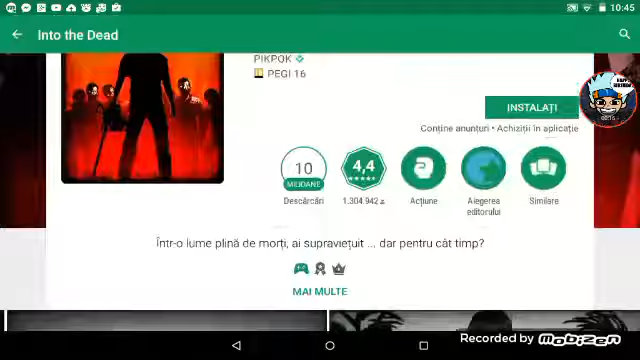 10:45
Into the Dead
PIKPOK
PEGI 16
INSTALAȚI
Conține anunțuri • Achiziții în aplicație
10
MILIOANE
4,4
Descărcări
1.304.942
Acțiune
Alegerea
editorului
Similare
Într-o lume plină de morți, ai supraviețuit ... dar pentru cât timp?
MAI MULTE
Recorded by Mobizen